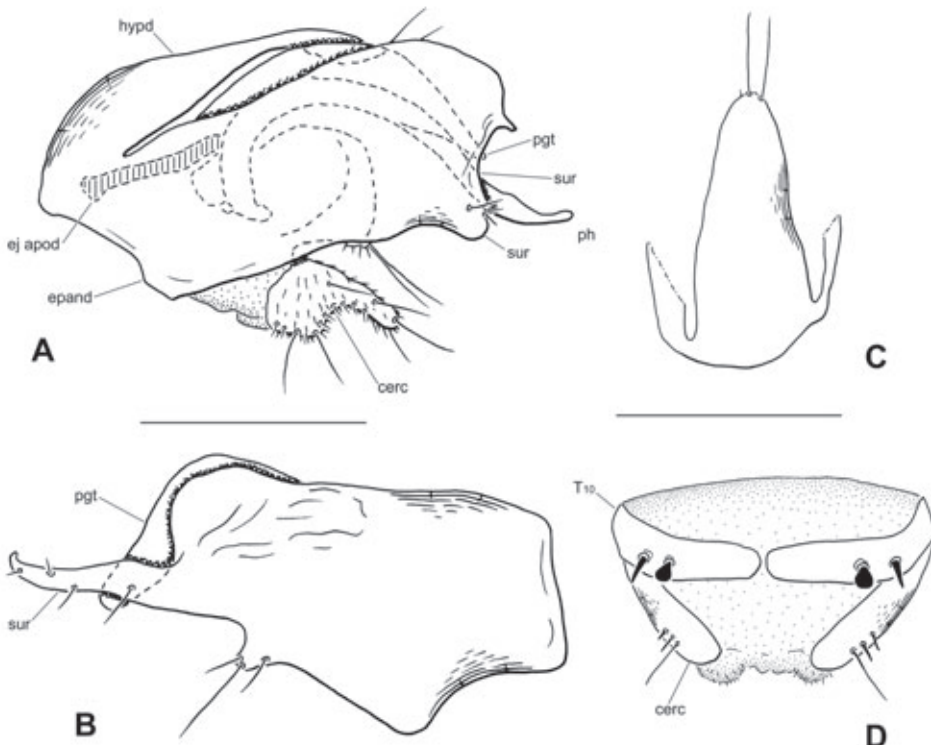 hypd
pgt
sur
ph
sur
ej apod
epand
cerc
A
C
pgt
sur
B
T10
cerc
D